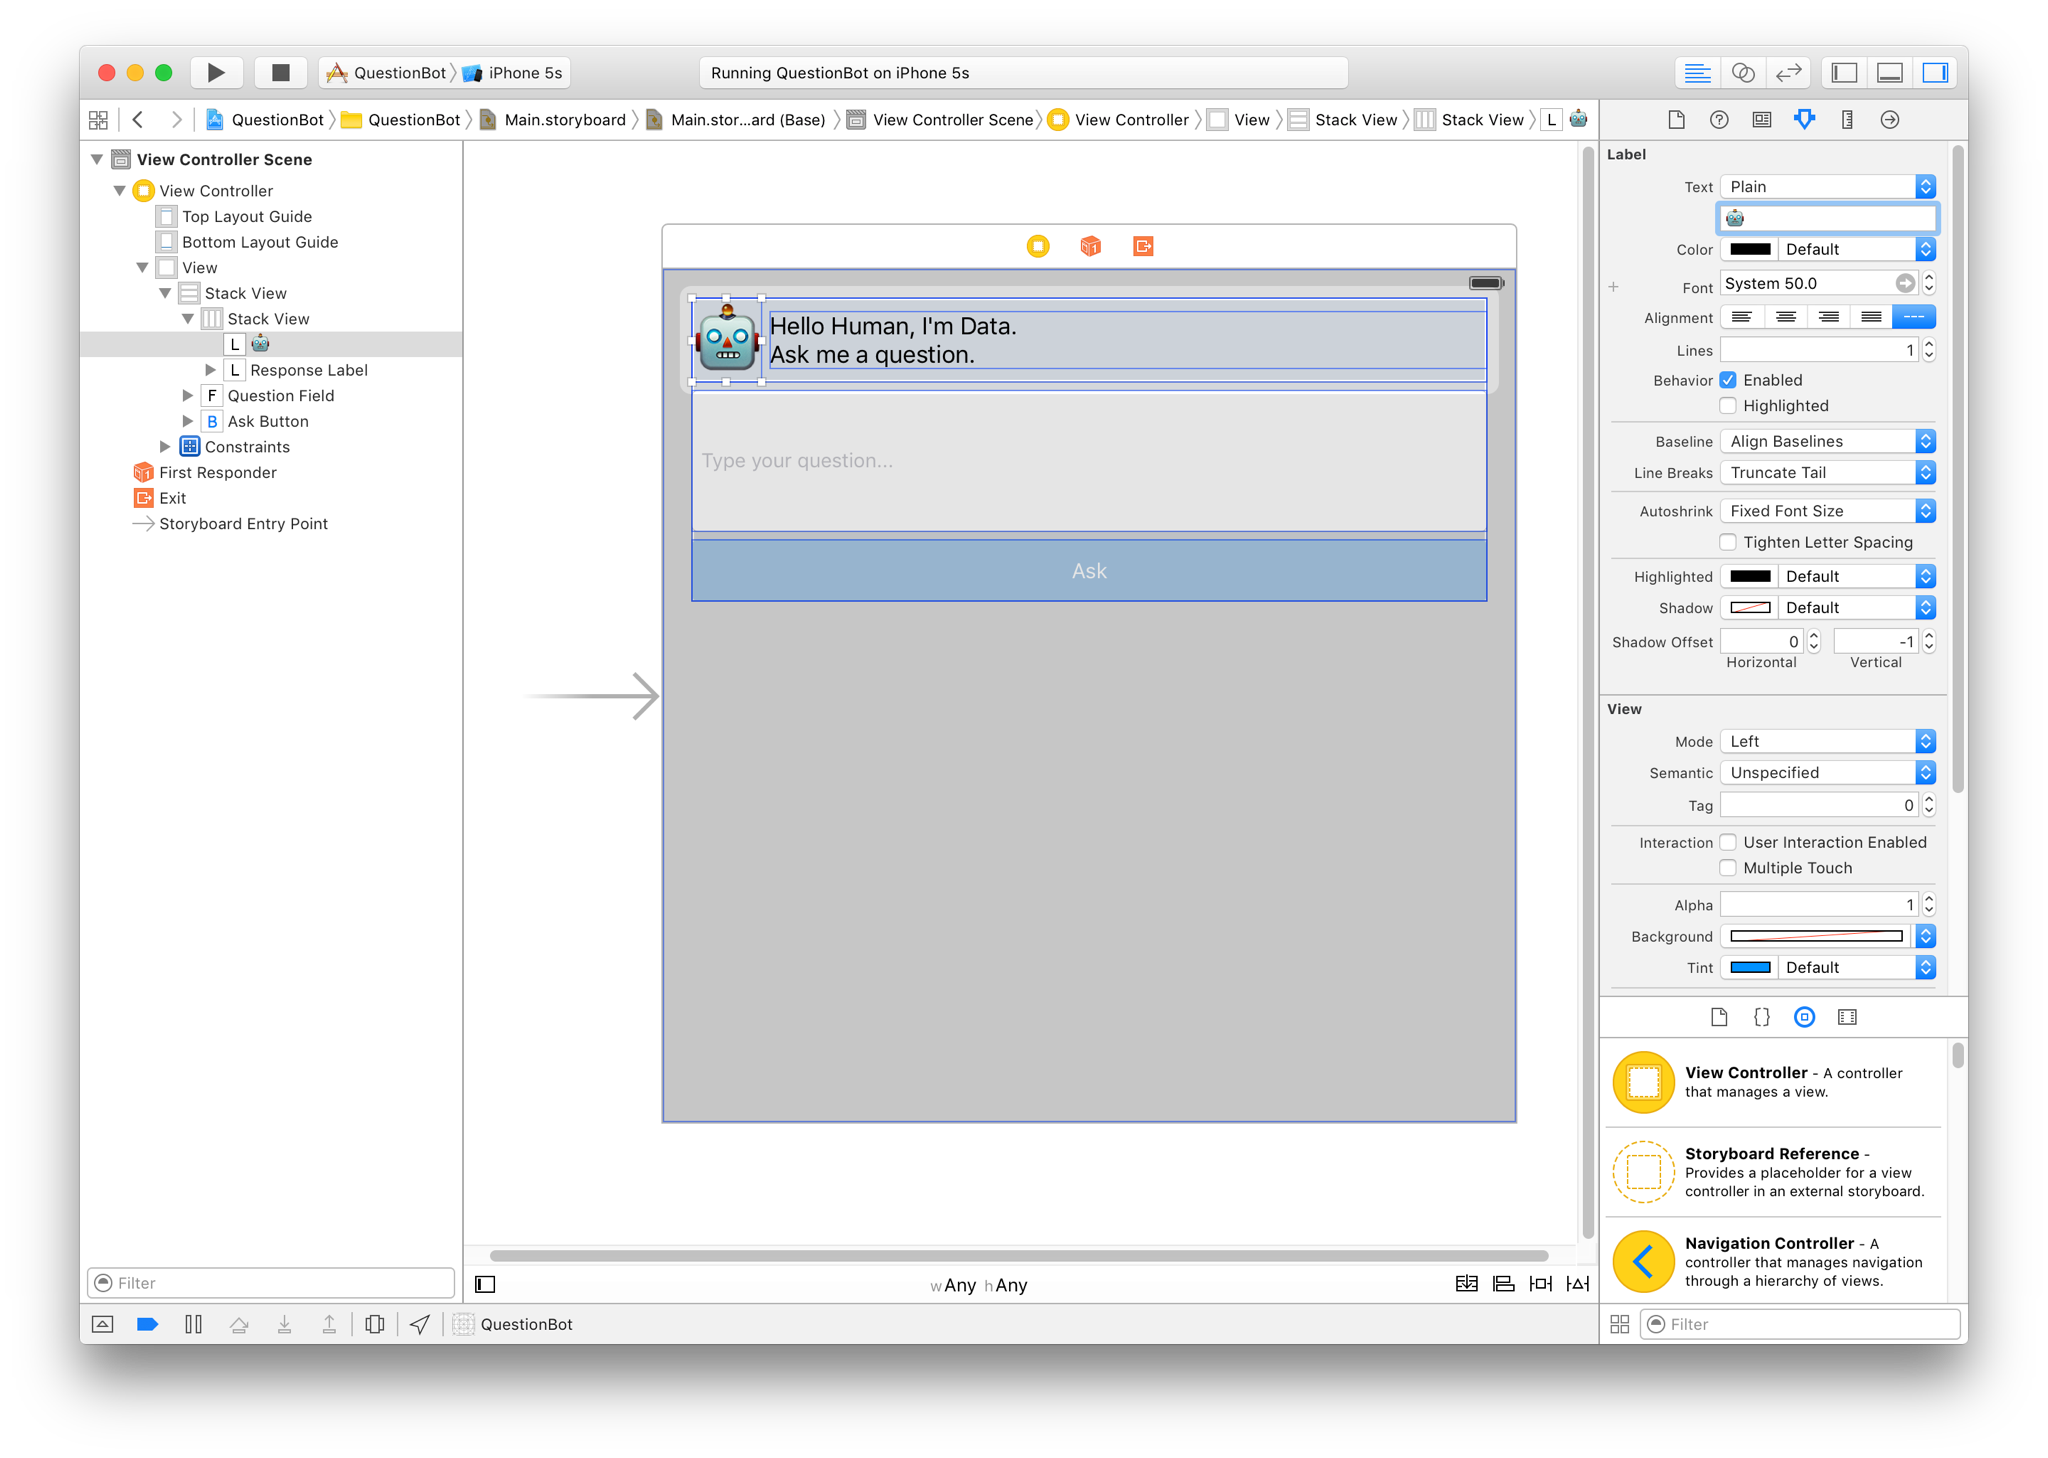 QuestionBot iPhone 5s
Running QuestionBot on iPhone 5s
QuestionBot QuestionBot Main.storyboard Main.stor...ard (Base) View Controller Scene View Controller View Stack View Stack View L 🤖
View Controller Scene
View Controller
Top Layout Guide
Bottom Layout Guide
View
Stack View
Stack View
L 🤖
L Response Label
F Question Field
B Ask Button
Constraints
First Responder
Exit
Storyboard Entry Point
Filter
Hello Human, I'm Data.
Ask me a question.
Type your question...
Ask
wAny hAny
QuestionBot
Label
Text Plain
🤖
Color Default
Font System 50.0
Alignment
Lines 1
Behavior Enabled
Highlighted
Baseline Align Baselines
Line Breaks Truncate Tail
Autoshrink Fixed Font Size
Tighten Letter Spacing
Highlighted Default
Shadow Default
Shadow Offset 0 -1
Horizontal Vertical
View
Mode Left
Semantic Unspecified
Tag 0
Interaction User Interaction Enabled
Multiple Touch
Alpha 1
Background
Tint Default
View Controller - A controller
that manages a view.
Storyboard Reference -
Provides a placeholder for a view
controller in an external storyboard.
Navigation Controller - A
controller that manages navigation
through a hierarchy of views.
Filter